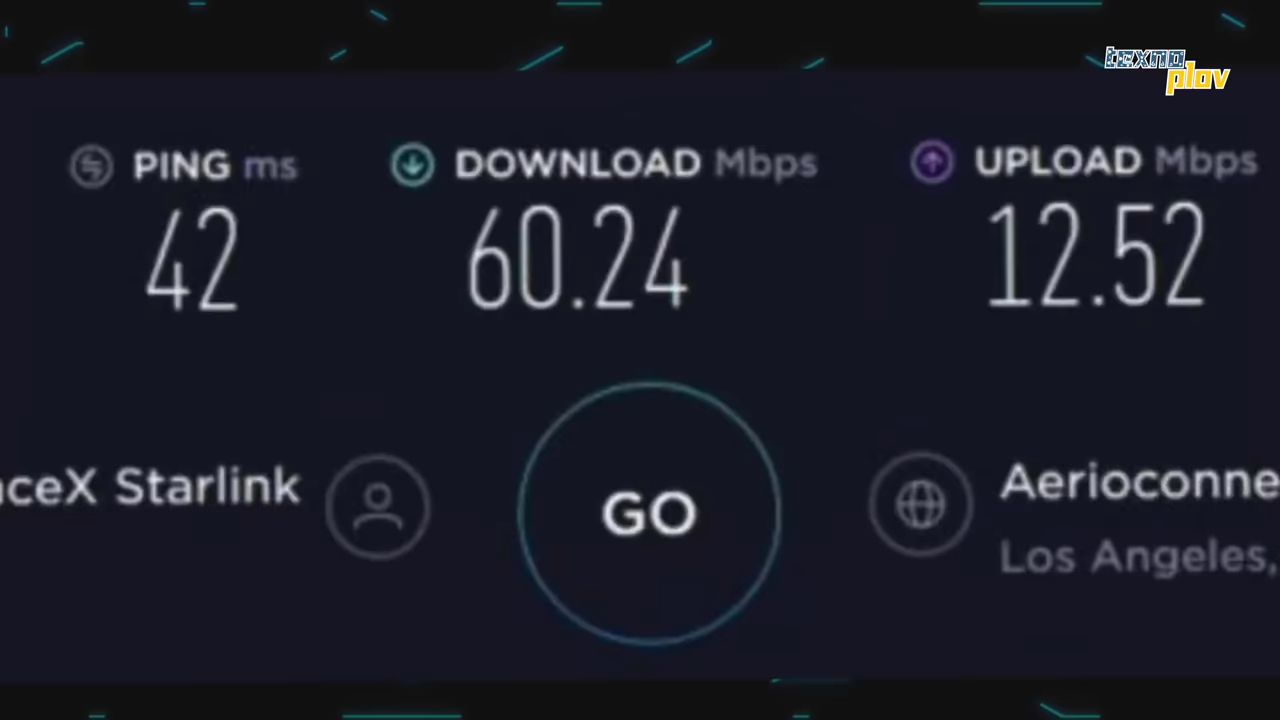 texno
plov
PING ms
DOWNLOAD Mbps
UPLOAD Mbps
42
60.24
12.52
aceX Starlink
GO
Aerioconne
Los Angeles,